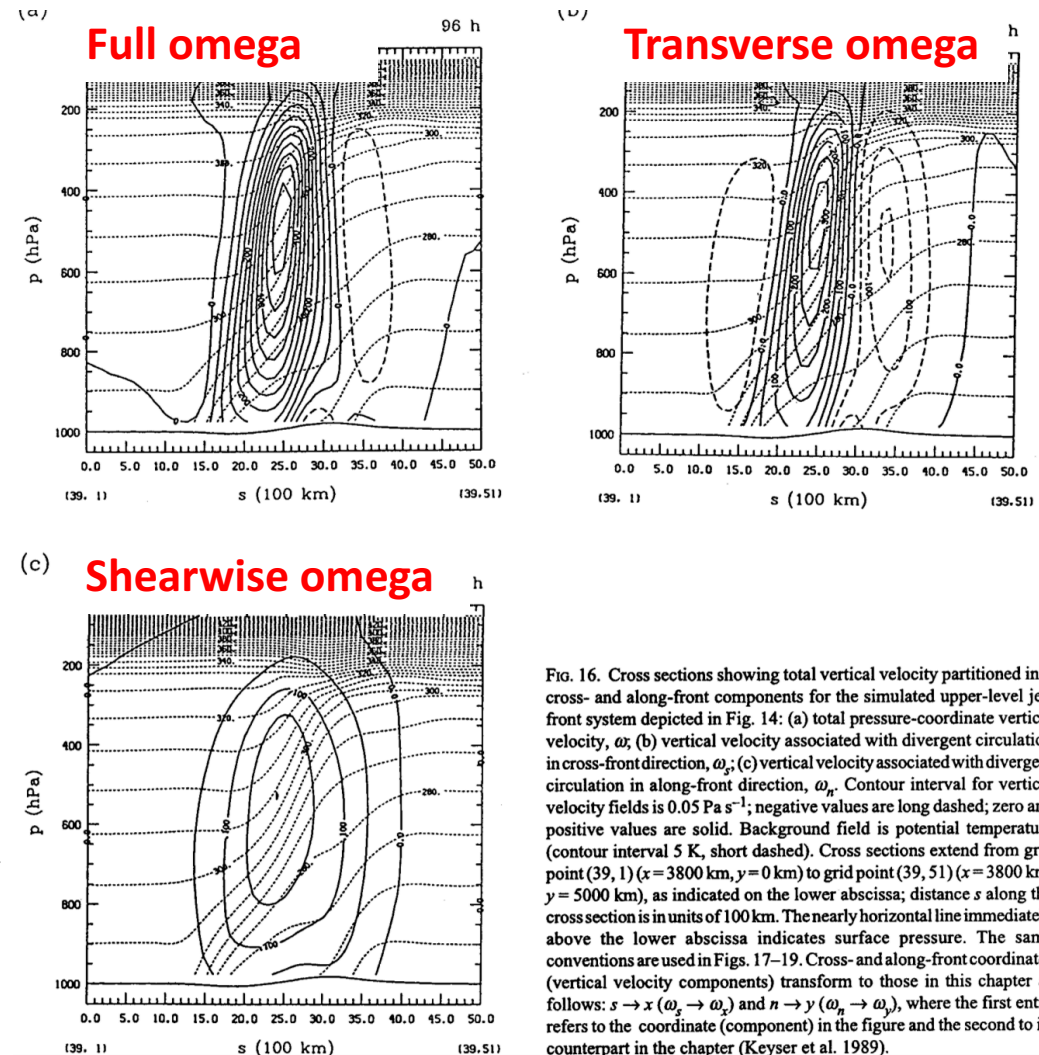 (a)
96 h
Full omega
(b)
h
Transverse omega
200
400
600
800
1000
p (hPa)
0.0 5.0 10.0 15.0 20.0 25.0 30.0 35.0 40.0 45.0 50.0
(39. 1)
s (100 km)
(39.51)
200
400
600
800
1000
p (hPa)
0.0 5.0 10.0 15.0 20.0 25.0 30.0 35.0 40.0 45.0 50.0
(39. 1)
s (100 km)
(39.51)
(c)
Shearwise omega
h
200
400
600
800
1000
p (hPa)
0.0 5.0 10.0 15.0 20.0 25.0 30.0 35.0 40.0 45.0 50.0
(39. 1)
s (100 km)
(39.51)
FIG. 16. Cross sections showing total vertical velocity partitioned in
cross- and along-front components for the simulated upper-level je
front system depicted in Fig. 14: (a) total pressure-coordinate vertic
velocity, ω; (b) vertical velocity associated with divergent circulatio
in cross-front direction, ωs; (c) vertical velocity associated with diverge
circulation in along-front direction, ωn. Contour interval for vertic
velocity fields is 0.05 Pa s⁻¹; negative values are long dashed; zero an
positive values are solid. Background field is potential temperatu
(contour interval 5 K, short dashed). Cross sections extend from gr
point (39, 1) (x = 3800 km, y = 0 km) to grid point (39, 51) (x = 3800 k
y = 5000 km), as indicated on the lower abscissa; distance s along th
cross section is in units of 100 km. The nearly horizontal line immediate
above the lower abscissa indicates surface pressure. The sam
conventions are used in Figs. 17–19. Cross- and along-front coordinat
(vertical velocity components) transform to those in this chapter
follows: s → x (ωs → ωx) and n → y (ωn → ωy), where the first ent
refers to the coordinate (component) in the figure and the second to i
counterpart in the chapter (Keyser et al. 1989).